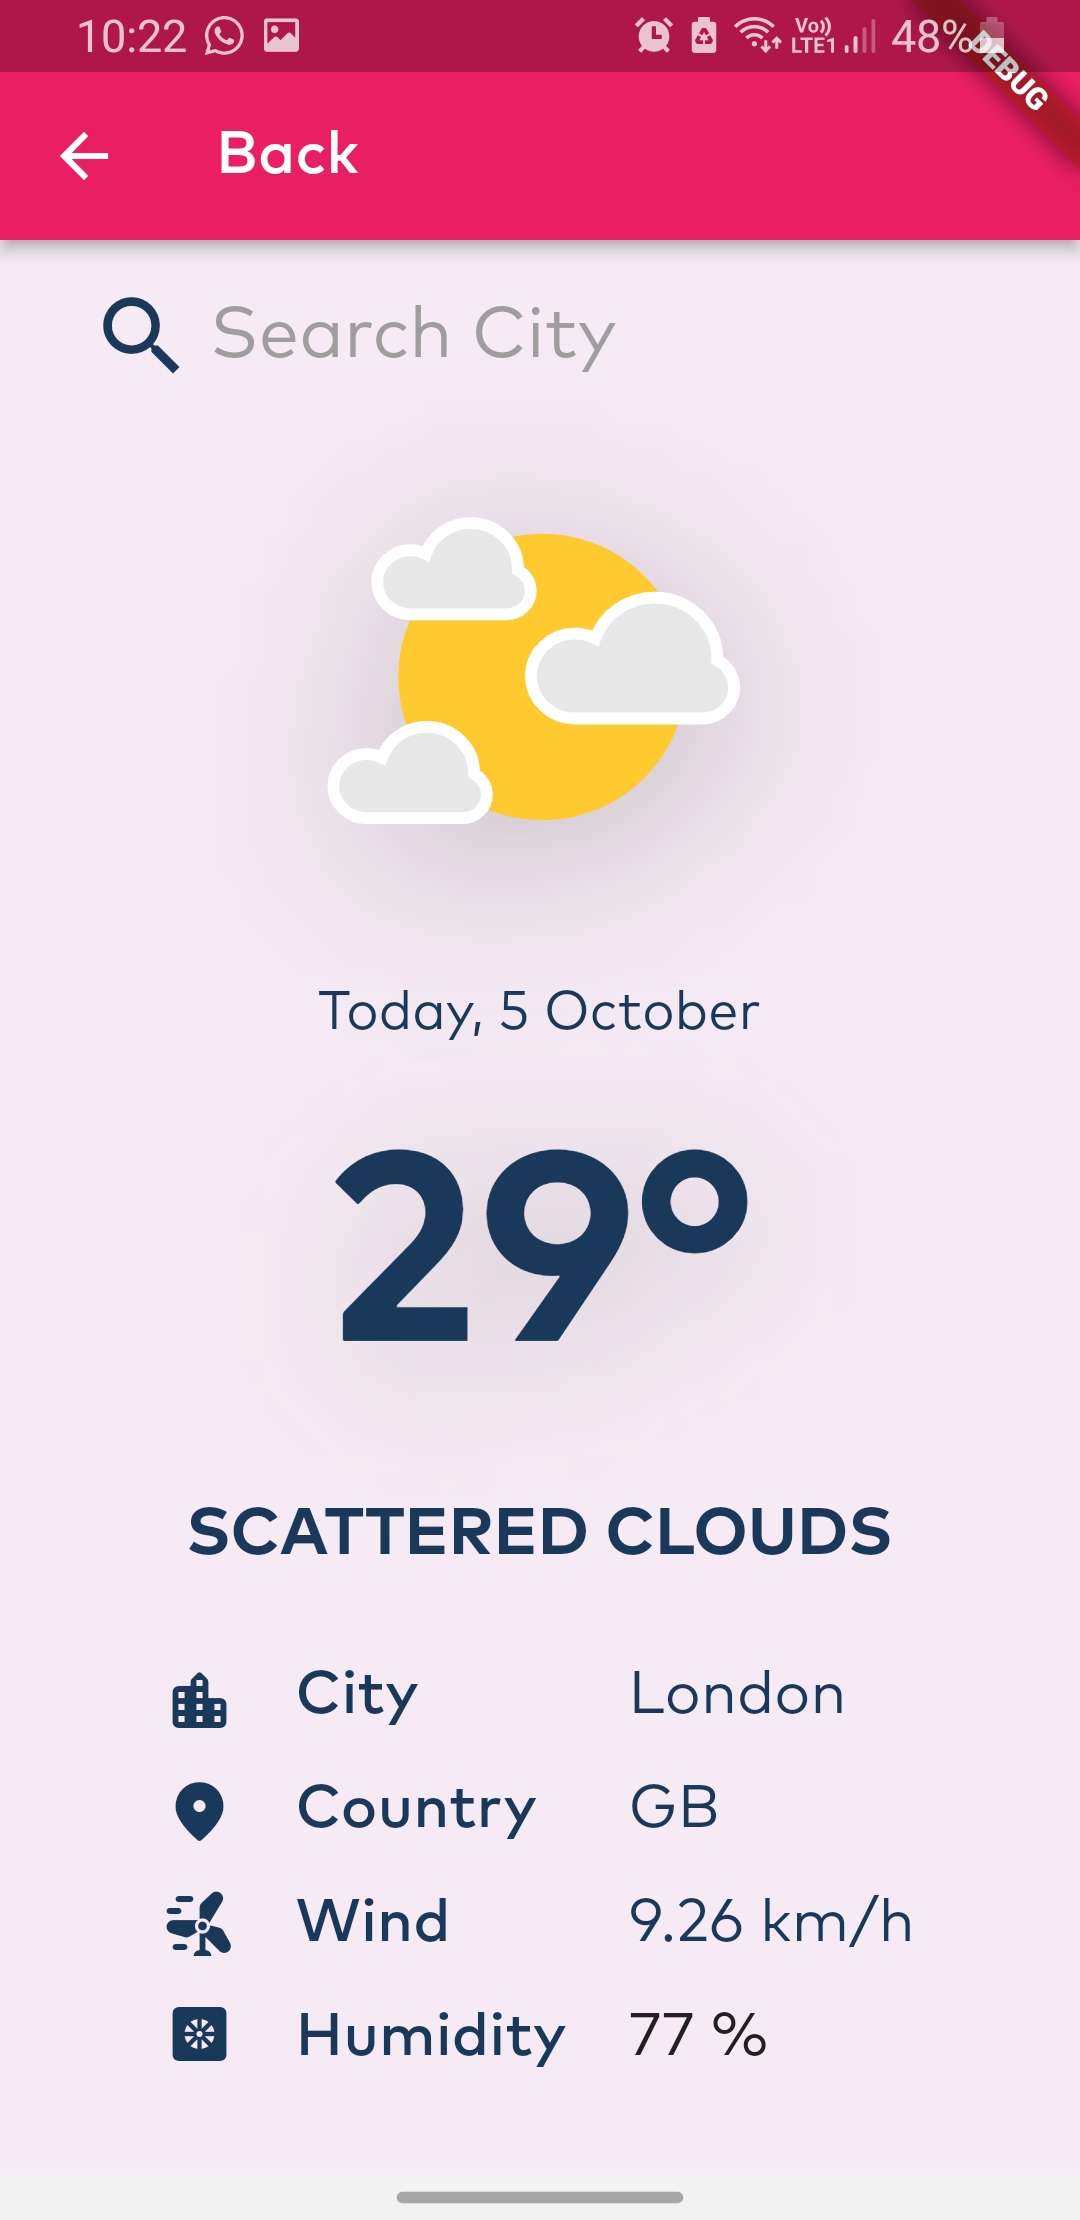 10:22 Vo)) LTE1 48%
DEBUG
Back
Search City
Today, 5 October
29°
SCATTERED CLOUDS
City London
Country GB
Wind 9.26 km/h
Humidity 77 %